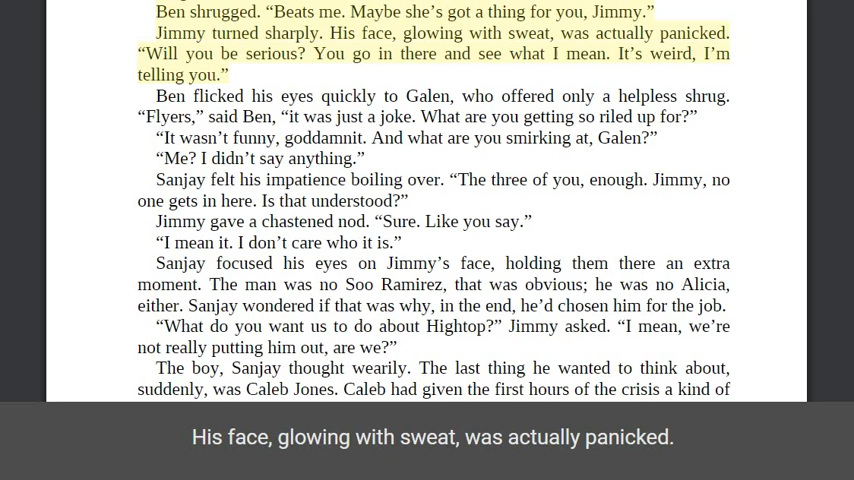 Ben shrugged. “Beats me. Maybe she’s got a thing for you, Jimmy.”
Jimmy turned sharply. His face, glowing with sweat, was actually panicked.
“Will you be serious? You go in there and see what I mean. It’s weird, I’m
telling you.”
Ben flicked his eyes quickly to Galen, who offered only a helpless shrug.
“Flyers,” said Ben, “it was just a joke. What are you getting so riled up for?”
“It wasn’t funny, goddamnit. And what are you smirking at, Galen?”
“Me? I didn’t say anything.”
Sanjay felt his impatience boiling over. “The three of you, enough. Jimmy, no
one gets in here. Is that understood?”
Jimmy gave a chastened nod. “Sure. Like you say.”
“I mean it. I don’t care who it is.”
Sanjay focused his eyes on Jimmy’s face, holding them there an extra
moment. The man was no Soo Ramirez, that was obvious; he was no Alicia,
either. Sanjay wondered if that was why, in the end, he’d chosen him for the job.
“What do you want us to do about Hightop?” Jimmy asked. “I mean, we’re
not really putting him out, are we?”
The boy, Sanjay thought wearily. The last thing he wanted to think about,
suddenly, was Caleb Jones. Caleb had given the first hours of the crisis a kind of
His face, glowing with sweat, was actually panicked.